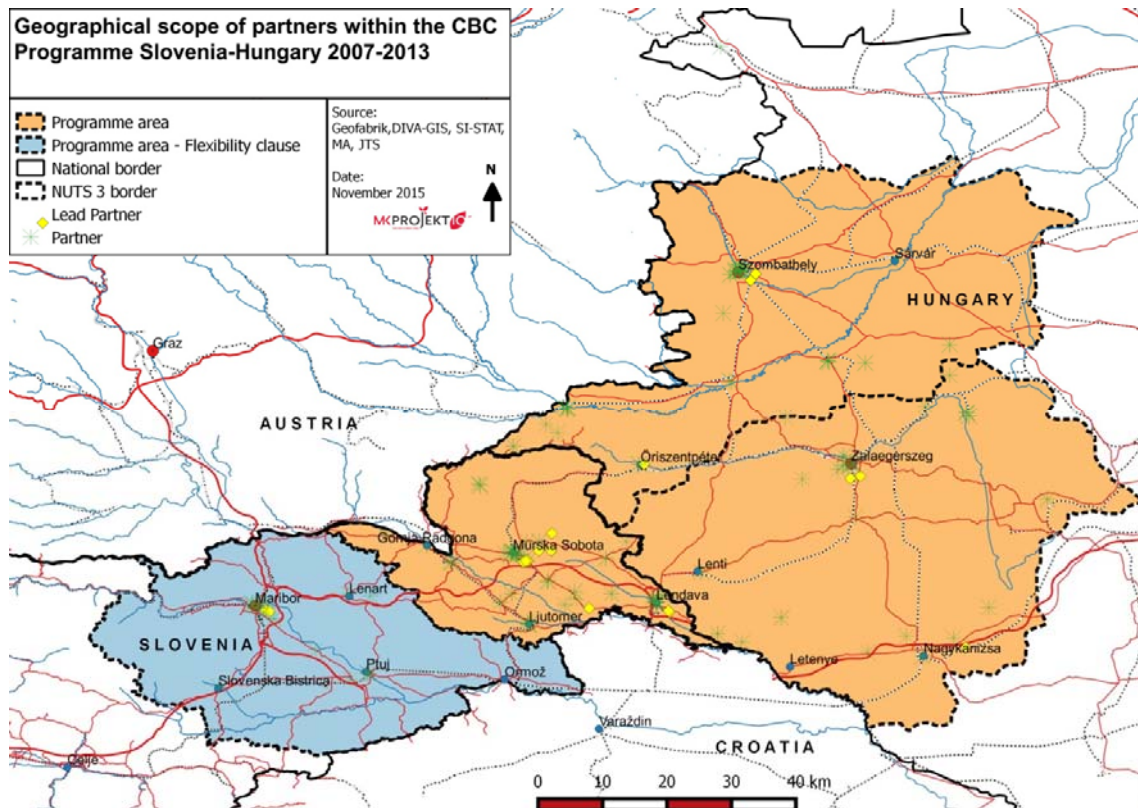 Geographical scope of partners within the CBC
Programme Slovenia-Hungary 2007-2013
Programme area
Programme area - Flexibility clause
National border
NUTS 3 border
Lead Partner
Partner
Source:
Geofabrik,DIVA-GIS, SI-STAT,
MA, JTS
Date:
November 2015
N
MKPROJEKT
Szombathely
Sárvár
HUNGARY
Graz
AUSTRIA
Őriszentpéter
Zalaegerszeg
Gornja Radgona
Murska Sobota
Lenti
Lenart
Maribor
Lendava
Ljutomer
SLOVENIA
Ptuj
Ormož
Letenye
Nagykanizsa
Slovenska Bistrica
Varaždin
CROATIA
Celje
0 10 20 30 40 km